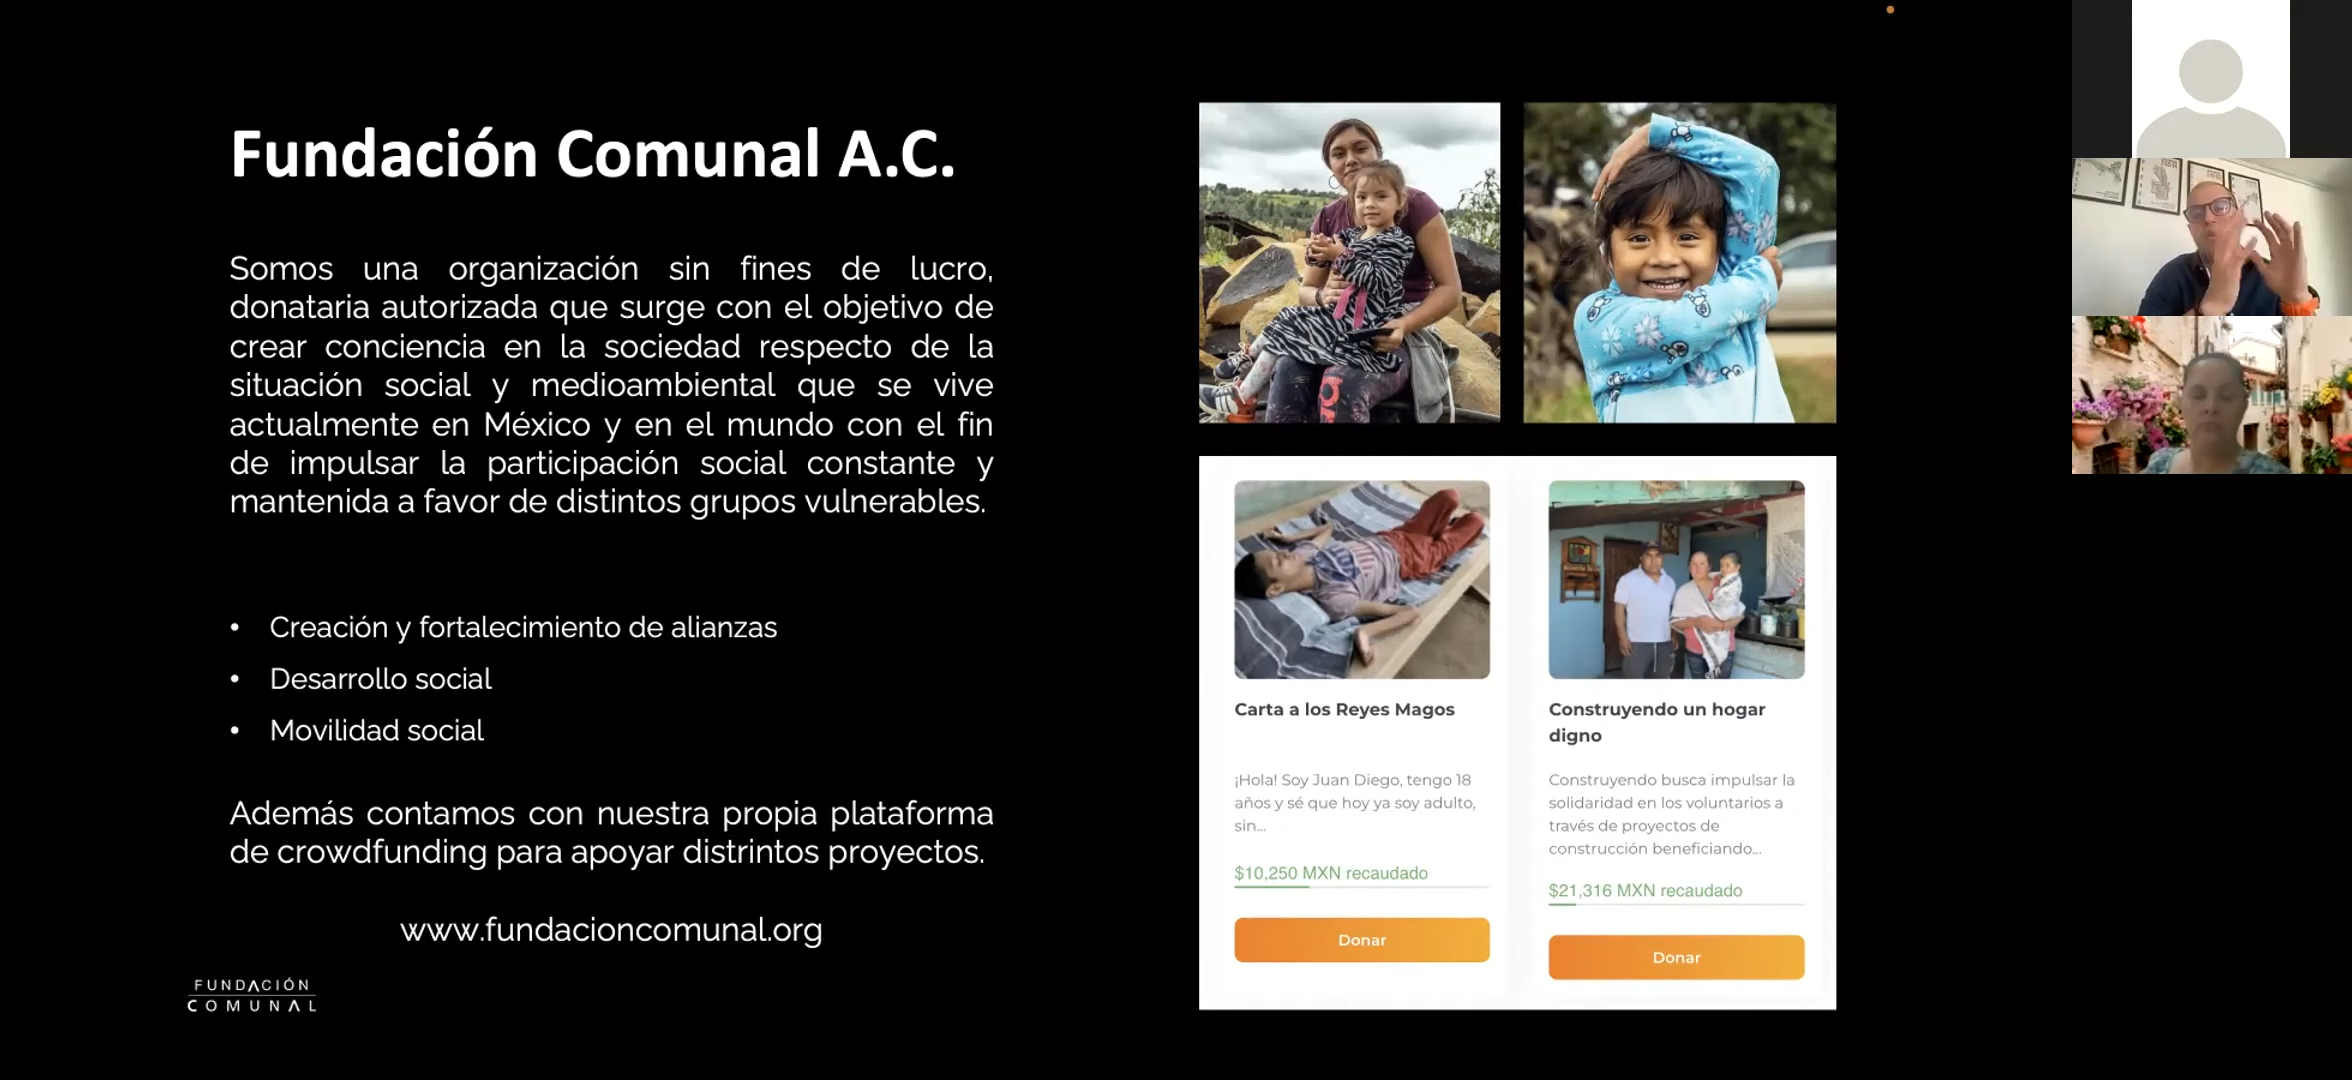 Fundación Comunal A.C.
Somos una organización sin fines de lucro,
donataria autorizada que surge con el objetivo de
crear conciencia en la sociedad respecto de la
situación social y medioambiental que se vive
actualmente en México y en el mundo con el fin
de impulsar la participación social constante y
mantenida a favor de distintos grupos vulnerables.
• Creación y fortalecimiento de alianzas
• Desarrollo social
• Movilidad social
Además contamos con nuestra propia plataforma
de crowdfunding para apoyar distrintos proyectos.
www.fundacioncomunal.org
FUNDACIÓN
COMUNAL
Carta a los Reyes Magos
¡Hola! Soy Juan Diego, tengo 18
años y sé que hoy ya soy adulto,
sin...
$10,250 MXN recaudado
Donar
Construyendo un hogar
digno
Construyendo busca impulsar la
solidaridad en los voluntarios a
través de proyectos de
construcción beneficiando...
$21,316 MXN recaudado
Donar